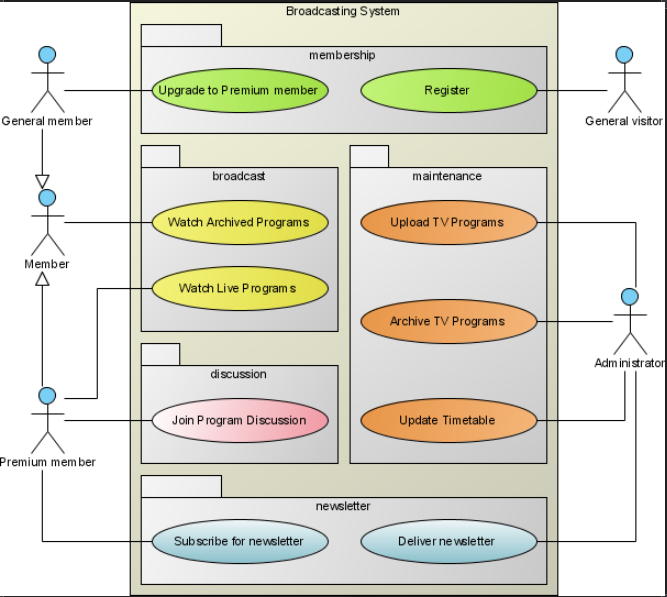 Broadcasting System
membership
Upgrade to Premium member
Register
General member
General visitor
broadcast
maintenance
Watch Archived Programs
Upload TV Programs
Member
Watch Live Programs
Archive TV Programs
Administrator
discussion
Join Program Discussion
Update Timetable
Premium member
newsletter
Subscribe for newsletter
Deliver newsletter